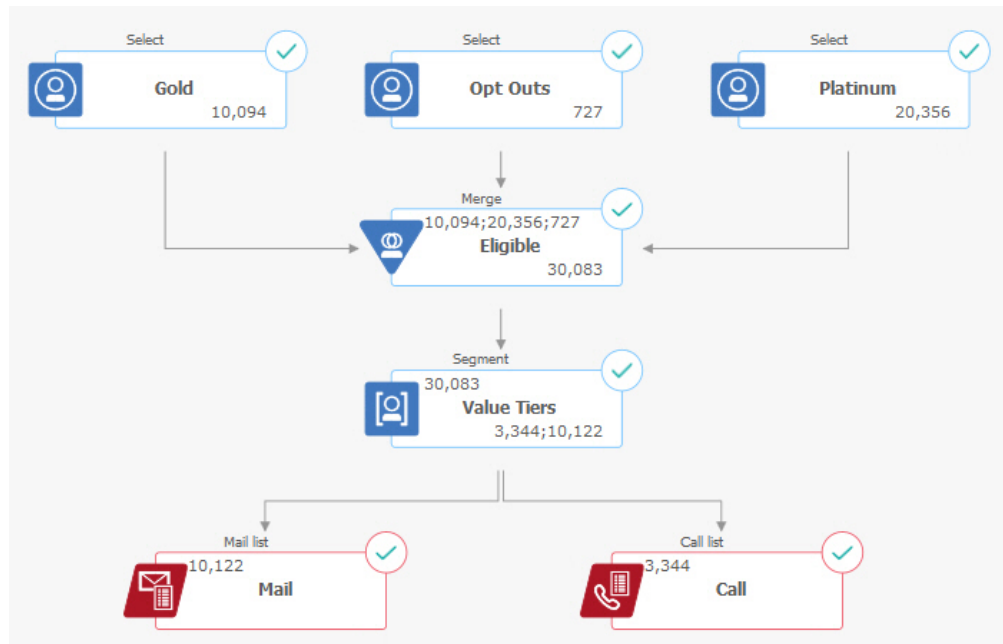 Select
Gold
10,094
Select
Opt Outs
727
Select
Platinum
20,356
Merge
10,094;20,356;727
Eligible
30,083
Segment
30,083
Value Tiers
3,344;10,122
Mail list
10,122
Mail
Call list
3,344
Call